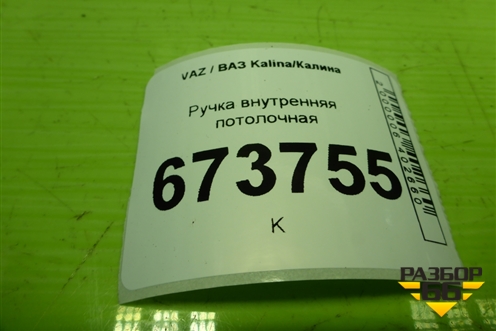 VAZ / ВАЗ Kalina/Калина
Ручка внутренняя
потолочная
673755
К
РАЗБОР
66